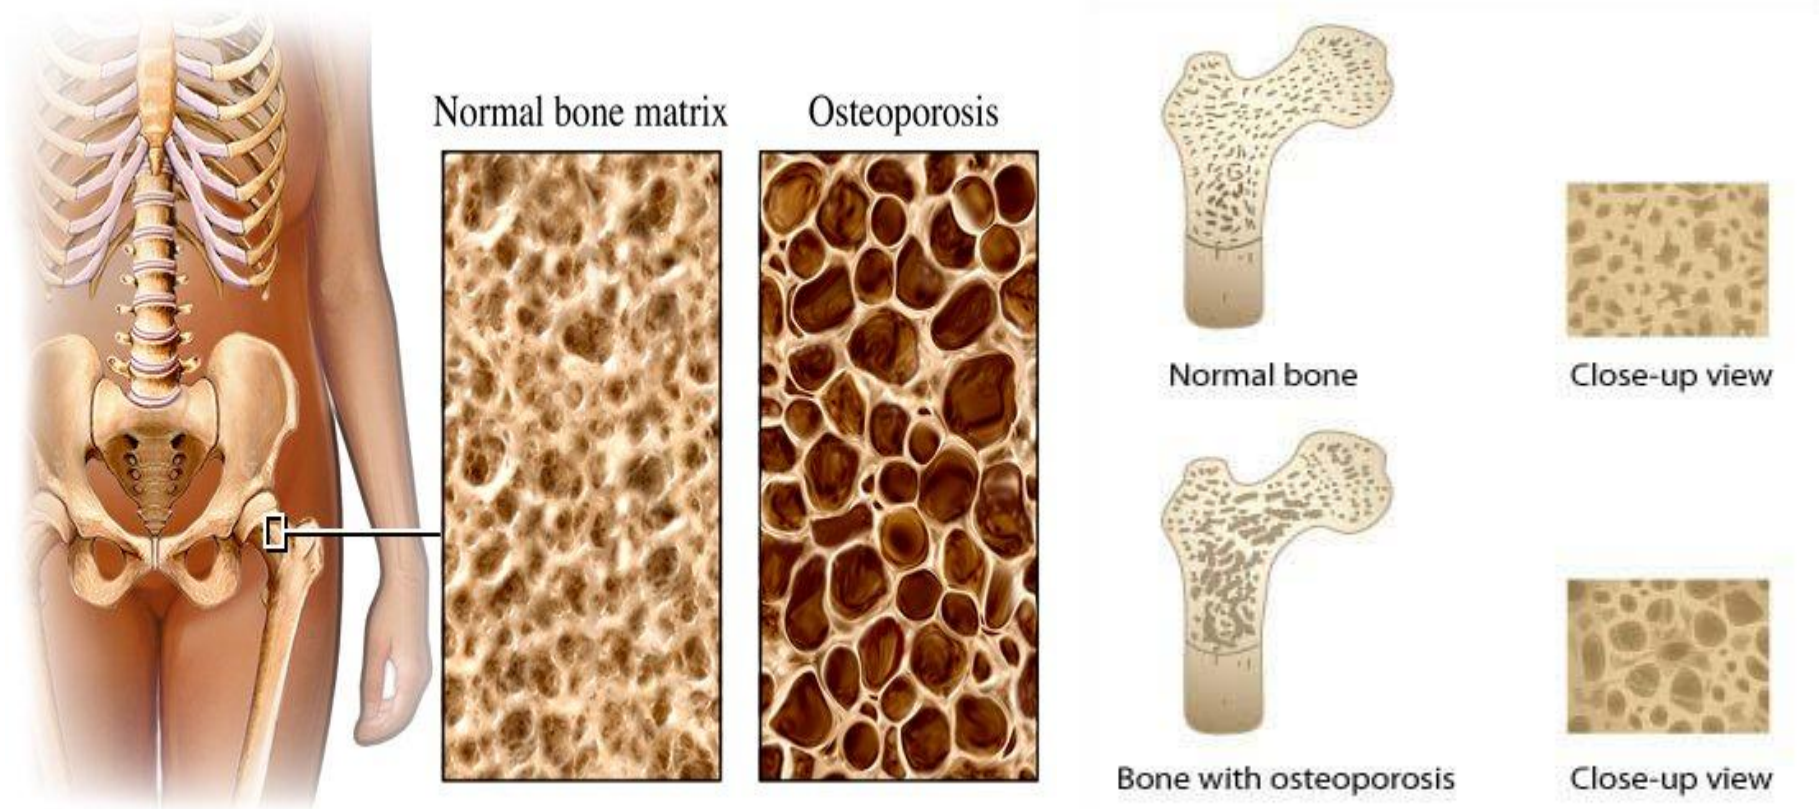 Normal bone matrix
Osteoporosis
Normal bone
Close-up view
Bone with osteoporosis
Close-up view